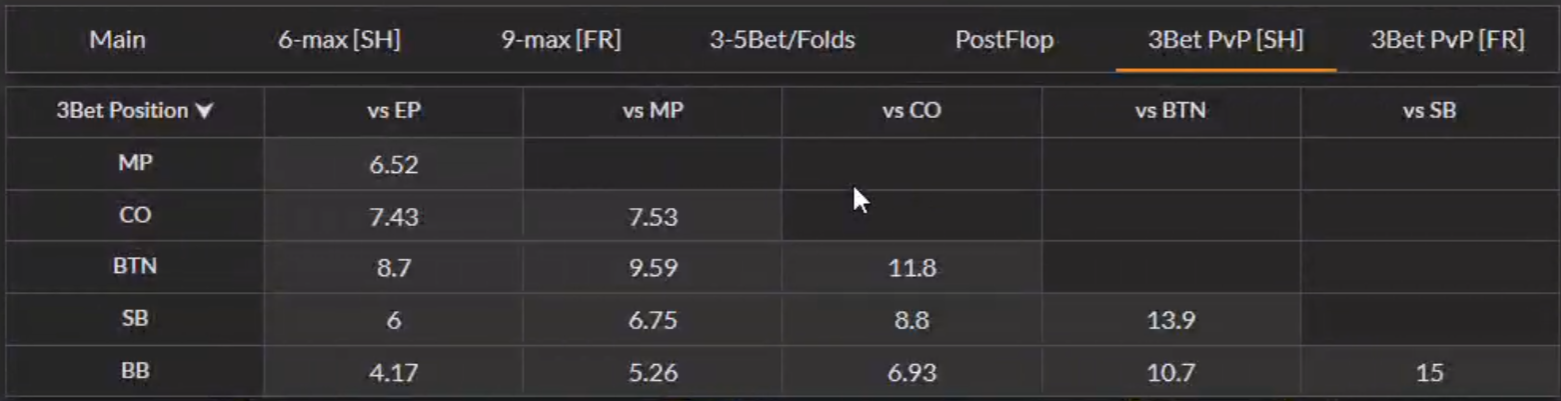 Main 6-max [SH] 9-max [FR] 3-5Bet/Folds PostFlop 3Bet PvP [SH] 3Bet PvP [FR]
3Bet Position vs EP vs MP vs CO vs BTN vs SB
MP 6.52
CO 7.43 7.53
BTN 8.7 9.59 11.8
SB 6 6.75 8.8 13.9
BB 4.17 5.26 6.93 10.7 15